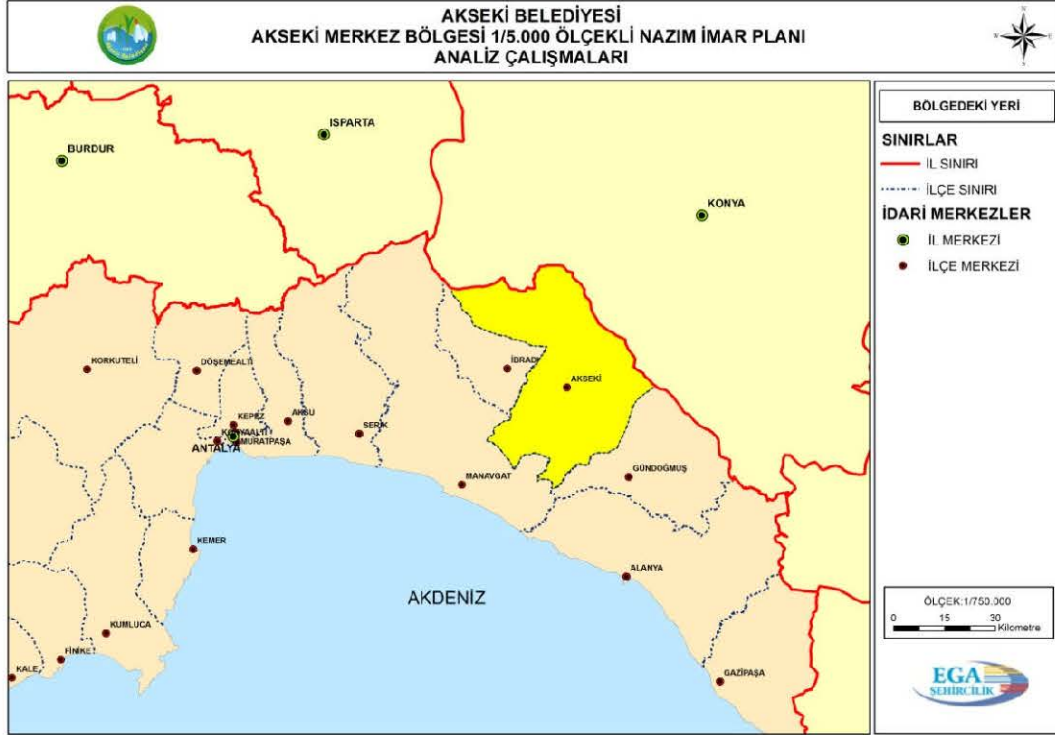 AKSEKİ BELEDİYESİ
AKSEKİ MERKEZ BÖLGESİ 1/5.000 ÖLÇEKLİ NAZIM İMAR PLANI
ANALİZ ÇALIŞMALARI
BÖLGEDEKİ YERİ
SINIRLAR
İL SINIRI
İLÇE SINIRI
İDARİ MERKEZLER
İL MERKEZİ
İLÇE MERKEZİ
BURDUR
ISPARTA
KONYA
KORKUTELİ
DÖŞEMEALTI
İBRADI
AKSEKİ
KEPEZ
AKSU
SERİK
KONYAALTI
MURATPAŞA
ANTALYA
MANAVGAT
GÜNDOĞMUŞ
KEMER
ALANYA
AKDENİZ
KUMLUCA
FİNİKE
KALE
GAZİPAŞA
ÖLÇEK:1/750.000
0 15 30
Kilometre
EGA
ŞEHİRCİLİK